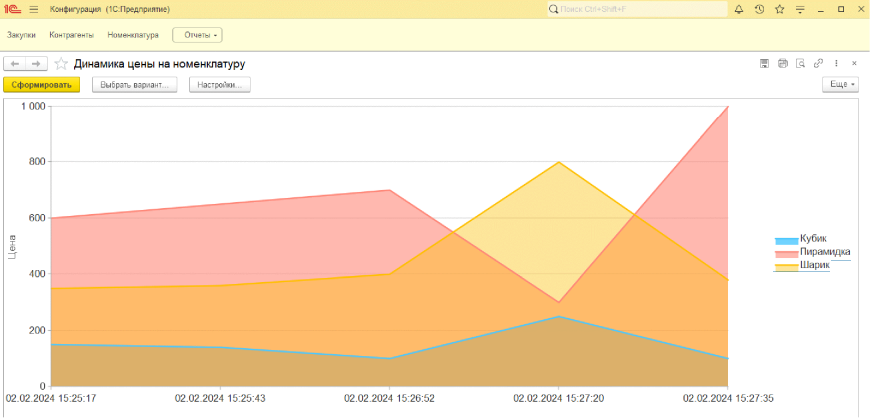 1С Конфигурация (1С:Предприятие) Поиск Ctrl+Shift+F
Закупки Контрагенты Номенклатура Отчеты
Динамика цены на номенклатуру
Сформировать Выбрать вариант... Настройки... Еще
1 000
800
600
400
200
0
Цена
Кубик
Пирамидка
Шарик
02.02.2024 15:25:17 02.02.2024 15:25:43 02.02.2024 15:26:52 02.02.2024 15:27:20 02.02.2024 15:27:35